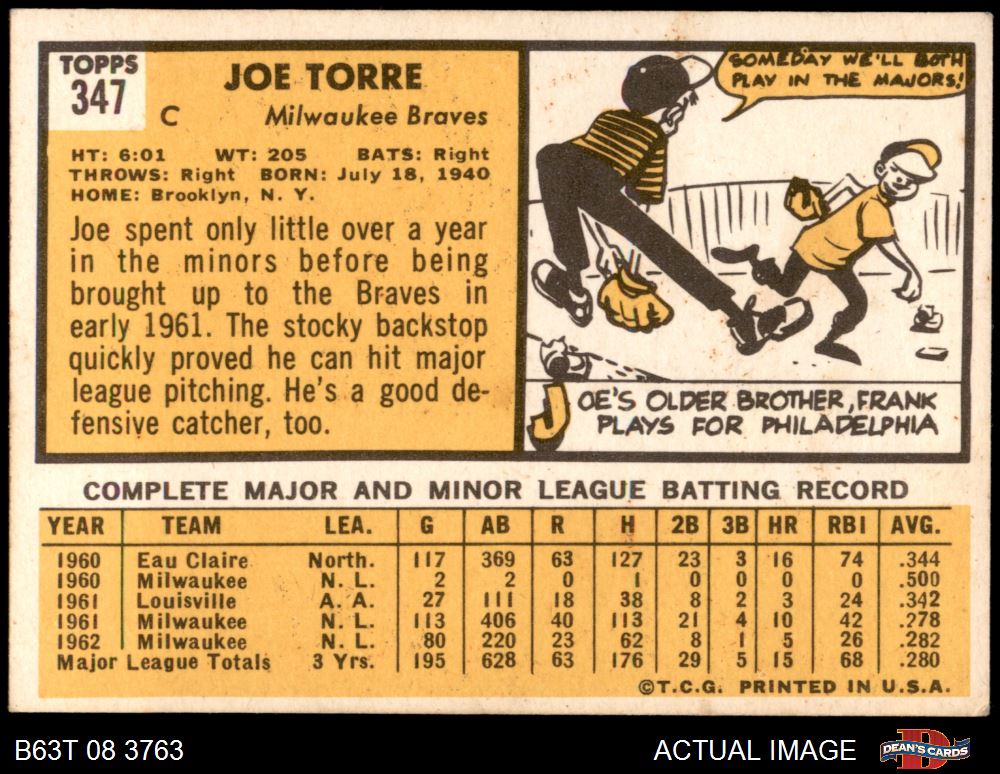 TOPPS
347
JOE TORRE
C Milwaukee Braves
HT: 6:01 WT: 205 BATS: Right
THROWS: Right BORN: July 18, 1940
HOME: Brooklyn, N. Y.
Joe spent only little over a year
in the minors before being
brought up to the Braves in
early 1961. The stocky backstop
quickly proved he can hit major
league pitching. He's a good de-
fensive catcher, too.
SOMEDAY WE'LL BOTH
PLAY IN THE MAJORS!
JOE'S OLDER BROTHER, FRANK
PLAYS FOR PHILADELPHIA
COMPLETE MAJOR AND MINOR LEAGUE BATTING RECORD
YEAR TEAM LEA. G AB R H 2B 3B HR RBI AVG.
1960 Eau Claire North. 117 369 63 127 23 3 16 74 .344
1960 Milwaukee N. L. 2 2 0 1 0 0 0 0 .500
1961 Louisville A. A. 27 111 18 38 8 2 3 24 .342
1961 Milwaukee N. L. 113 406 40 113 21 4 10 42 .278
1962 Milwaukee N. L. 80 220 23 62 8 1 5 26 .282
Major League Totals 3 Yrs. 195 628 63 176 29 5 15 68 .280
©T.C.G. PRINTED IN U.S.A.
B63T 08 3763 ACTUAL IMAGE DEAN'S CARDS